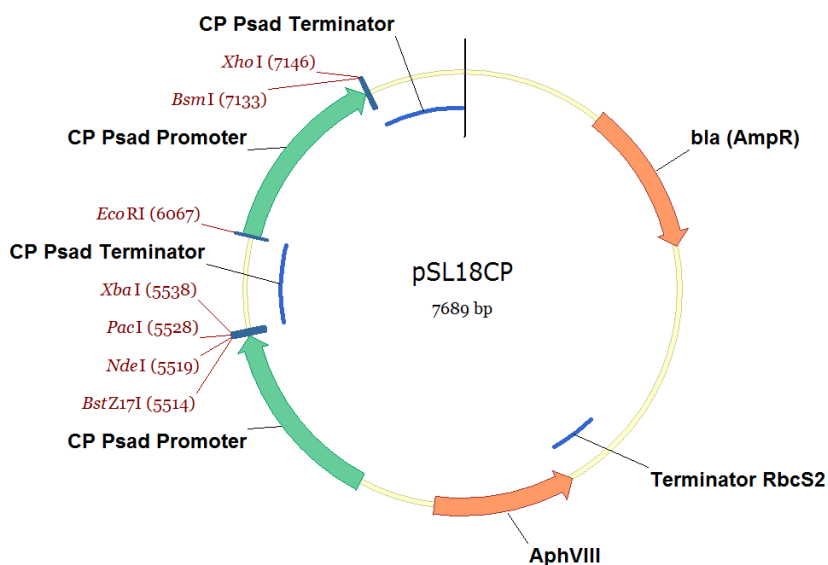 CP Psad Terminator
XhoI (7146)
BsmI (7133)
CP Psad Promoter
bla (AmpR)
EcoRI (6067)
CP Psad Terminator
pSL18CP
7689 bp
XbaI (5538)
PacI (5528)
NdeI (5519)
BstZ17I (5514)
CP Psad Promoter
Terminator RbcS2
AphVIII